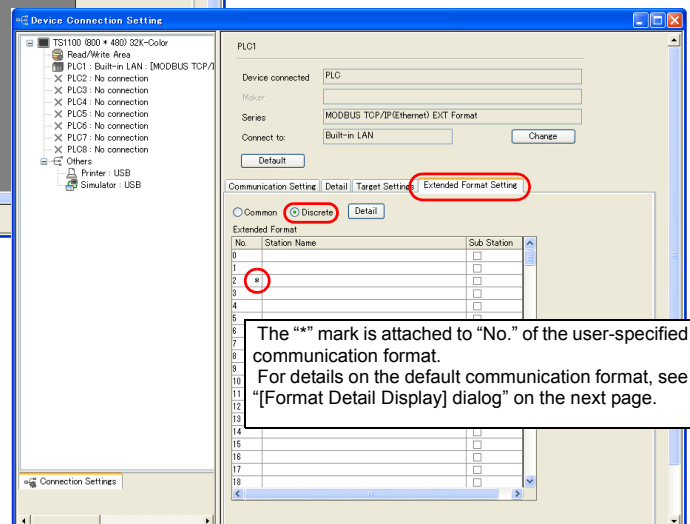 Device Connection Setting
TS1100 (800 * 480) 32K-Color
Read/Write Area
PLC1 : Built-in LAN : [MODBUS TCP/I
PLC2 : No connection
PLC3 : No connection
PLC4 : No connection
PLC5 : No connection
PLC6 : No connection
PLC7 : No connection
PLC8 : No connection
Others
Printer : USB
Simulator : USB
Connection Settings
PLC1
Device connected PLC
Maker
Series MODBUS TCP/IP(Ethernet) EXT Format
Connect to: Built-in LAN Change
Default
Communication Setting Detail Target Settings Extended Format Setting
Common Discrete Detail
Extended Format
No. Station Name Sub Station
0
1
2 *
3
4
5
6
7
8
9
10
11
12
13
14
15
16
17
18
The “*” mark is attached to “No.” of the user-specified
communication format.
For details on the default communication format, see
“[Format Detail Display] dialog” on the next page.